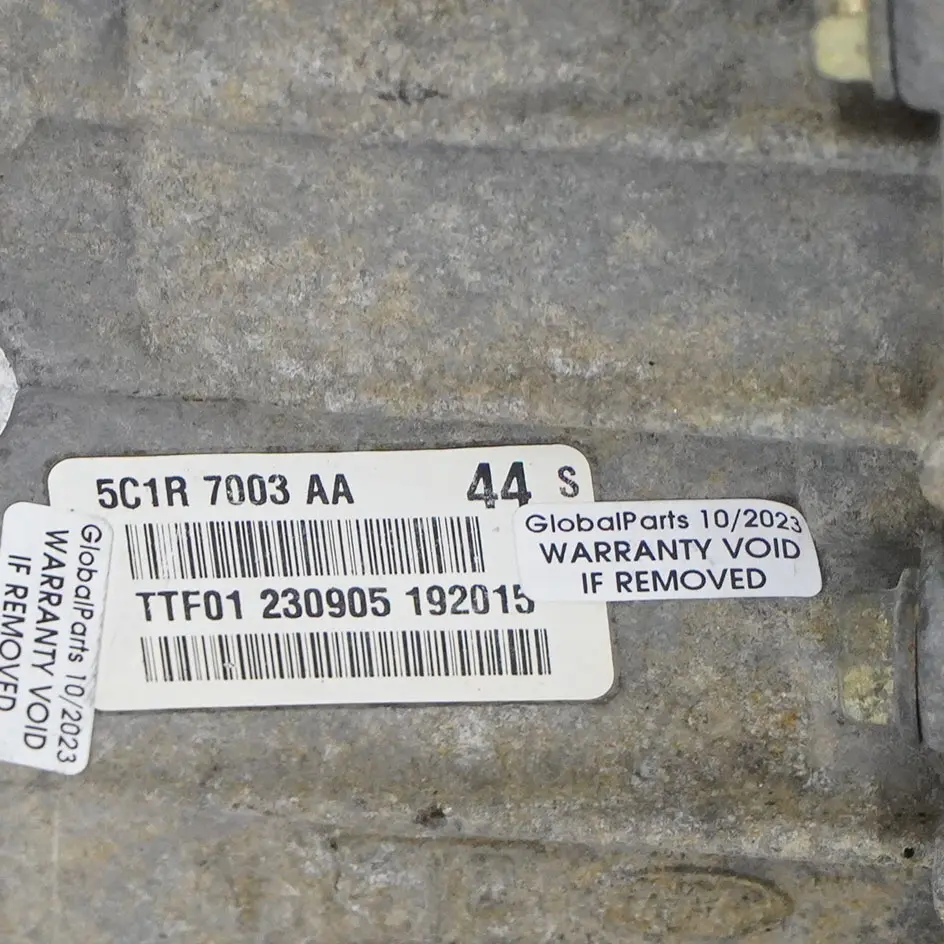 5C1R 7003 AA 44 S
TTF01 230905 192015
GlobalParts 10/2023
WARRANTY VOID
IF REMOVED
GlobalParts 10/2023
WARRANTY VOID
IF REMOVED